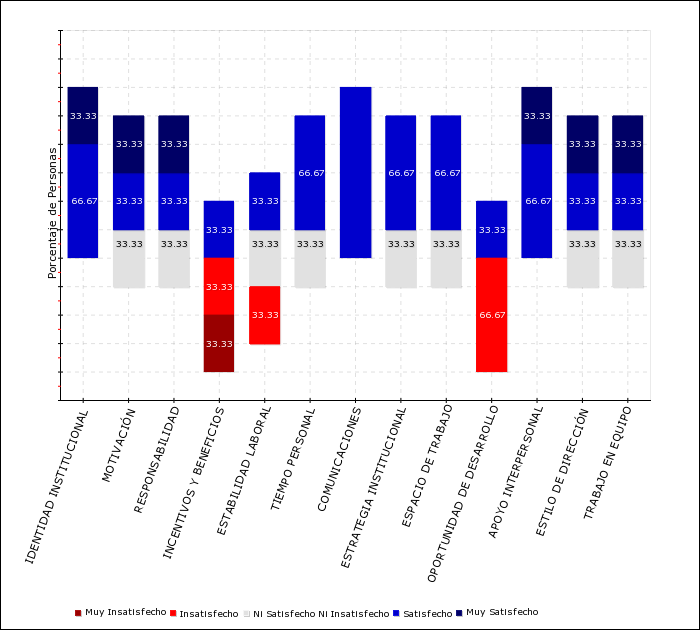 Porcentaje de Personas
33.33 33.33 33.33 33.33 33.33 33.33
66.67 33.33 33.33 33.33 33.33 66.67 66.67 66.67 33.33 66.67 33.33 33.33
33.33 33.33 33.33 33.33 33.33 33.33 33.33 33.33
33.33
33.33 33.33 66.67
IDENTIDAD INSTITUCIONAL
MOTIVACIÓN
RESPONSABILIDAD
INCENTIVOS Y BENEFICIOS
ESTABILIDAD LABORAL
TIEMPO PERSONAL
COMUNICACIONES
ESTRATEGIA INSTITUCIONAL
ESPACIO DE TRABAJO
OPORTUNIDAD DE DESARROLLO
APOYO INTERPERSONAL
ESTILO DE DIRECCIÓN
TRABAJO EN EQUIPO
Muy Insatisfecho Insatisfecho Ni Satisfecho Ni Insatisfecho Satisfecho Muy Satisfecho